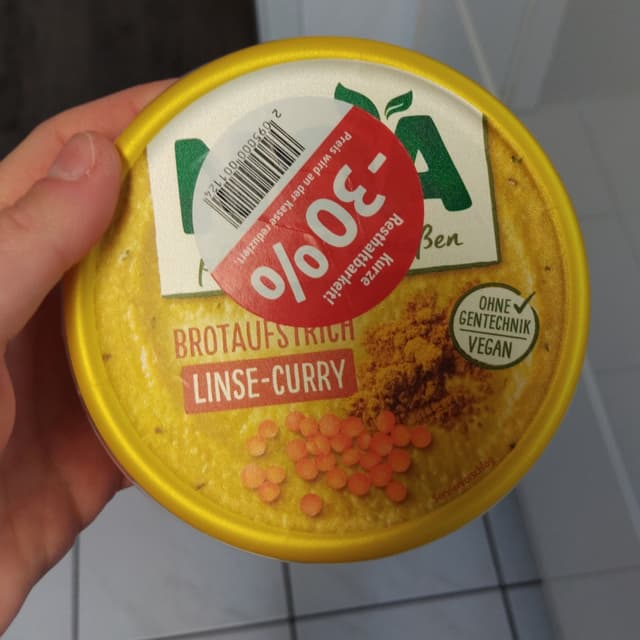 -30%
Kurze
Resthaltbarkeit!
Preis wird an der Kasse reduziert!
BROTAUFSTRICH
LINSE-CURRY
OHNE
GENTECHNIK
VEGAN